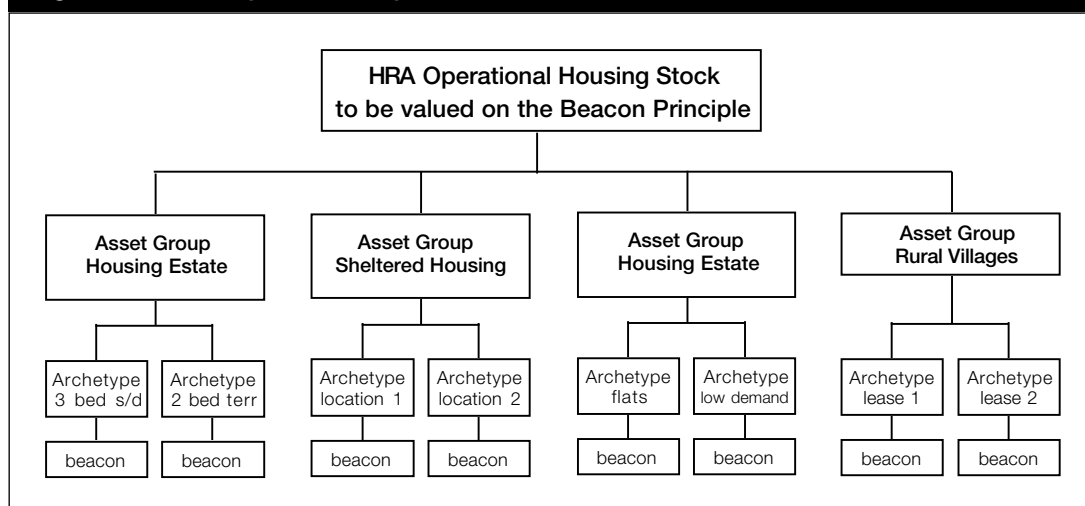 HRA Operational Housing Stock
to be valued on the Beacon Principle
Asset Group
Housing Estate
Asset Group
Sheltered Housing
Asset Group
Housing Estate
Asset Group
Rural Villages
Archetype
3 bed s/d
Archetype
2 bed terr
Archetype
location 1
Archetype
location 2
Archetype
flats
Archetype
low demand
Archetype
lease 1
Archetype
lease 2
beacon
beacon
beacon
beacon
beacon
beacon
beacon
beacon